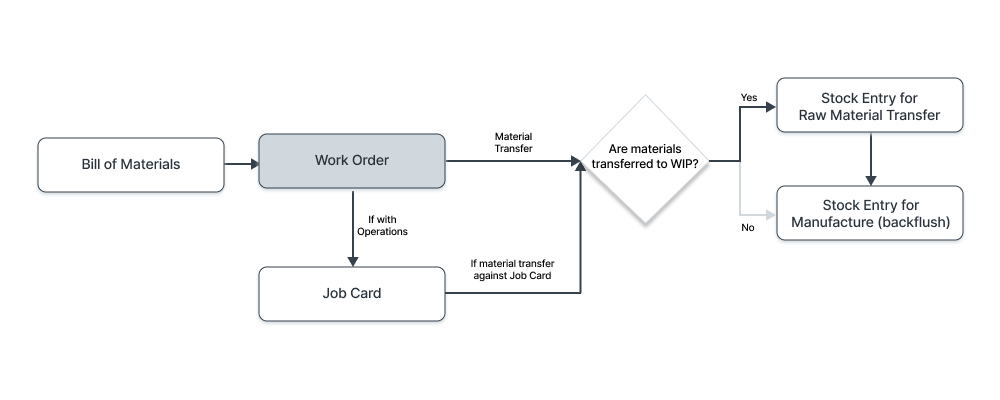 Bill of Materials
Work Order
Material
Transfer
If with
Operations
Job Card
If material transfer
against Job Card
Are materials
transferred to WIP?
Yes
No
Stock Entry for
Raw Material Transfer
Stock Entry for
Manufacture (backflush)